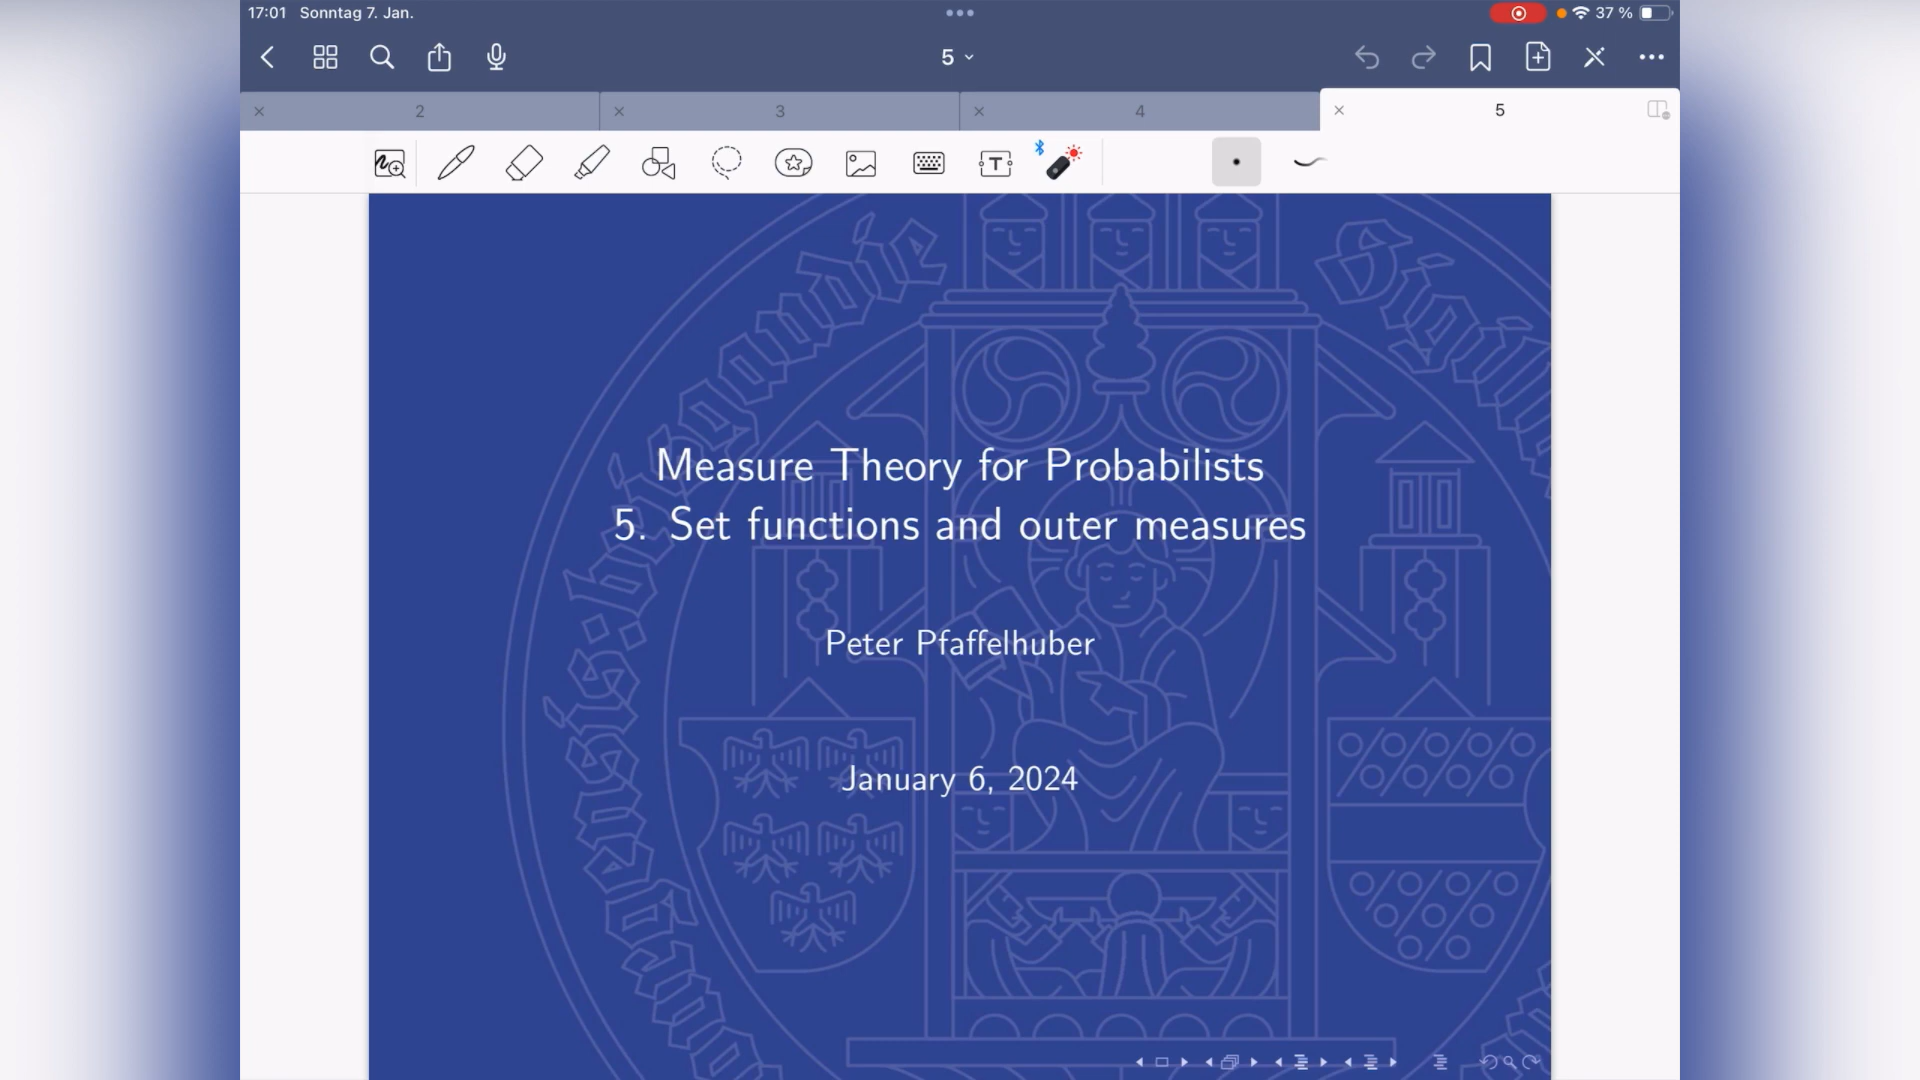 17:01 Sonntag 7. Jan.
37 %
5
2
3
4
5
T
Measure Theory for Probabilists
5. Set functions and outer measures
Peter Pfaffelhuber
January 6, 2024